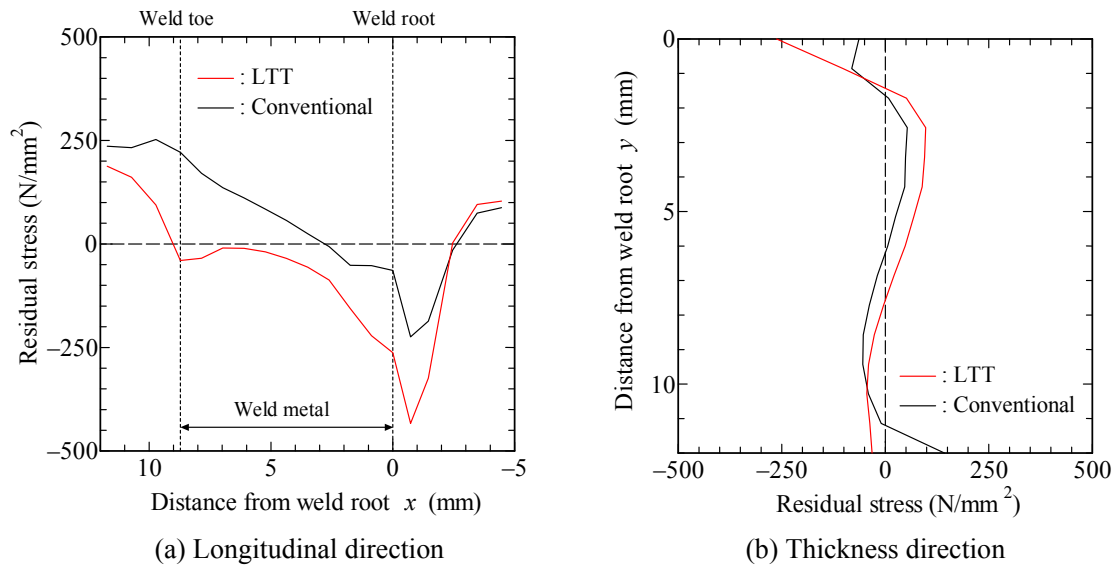 Weld toe
Weld root
500
250
0
−250
−500
Residual stress (N/mm2)
: LTT
: Conventional
Weld metal
10
5
0
−5
Distance from weld root x (mm)
(a) Longitudinal direction
0
5
10
Distance from weld root y (mm)
: LTT
: Conventional
−500
−250
0
250
500
Residual stress (N/mm2)
(b) Thickness direction